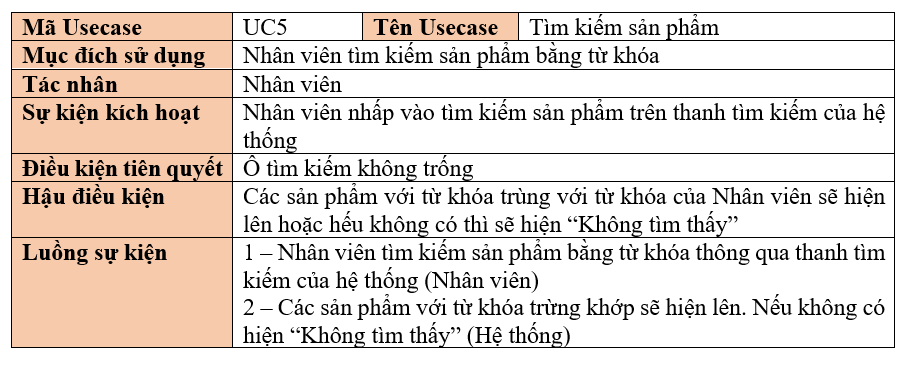 Mã Usecase UC5 Tên Usecase Tìm kiếm sản phẩm
Mục đích sử dụng Nhân viên tìm kiếm sản phẩm bằng từ khóa
Tác nhân Nhân viên
Sự kiện kích hoạt Nhân viên nhấp vào tìm kiếm sản phẩm trên thanh tìm kiếm của hệ
thống
Điều kiện tiên quyết Ô tìm kiếm không trống
Hậu điều kiện Các sản phẩm với từ khóa trùng với từ khóa của Nhân viên sẽ hiện
lên hoặc hếu không có thì sẽ hiện “Không tìm thấy”
Luồng sự kiện 1 – Nhân viên tìm kiếm sản phẩm bằng từ khóa thông qua thanh tìm
kiếm của hệ thống (Nhân viên)
2 – Các sản phẩm với từ khóa trừng khớp sẽ hiện lên. Nếu không có
hiện “Không tìm thấy” (Hệ thống)